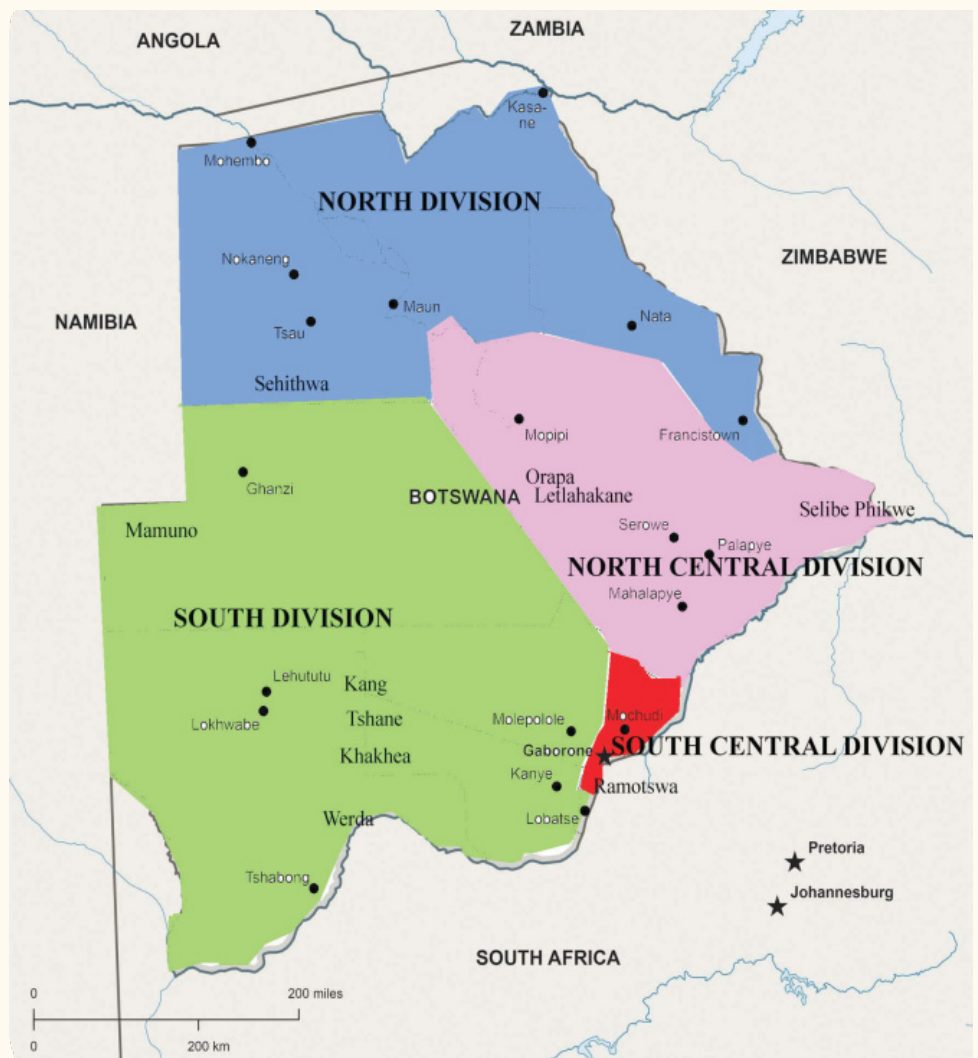 ANGOLA
ZAMBIA
Kasa-
ne
Mohembo
NORTH DIVISION
ZIMBABWE
Nokaneng
Maun
NAMIBIA
Tsau
Nata
Sehithwa
Mopipi
Francistown
Ghanzi
Orapa
BOTSWANA
Letlahakane
Selibe Phikwe
Mamuno
Serowe
Palapye
NORTH CENTRAL DIVISION
Mahalapye
SOUTH DIVISION
Lehututu
Kang
Lokhwabe
Tshane
Molepolole
Mochudi
Gaborone
SOUTH CENTRAL DIVISION
Khakhea
Kanye
Ramotswa
Werda
Lobatse
Pretoria
Tshabong
Johannesburg
SOUTH AFRICA
0
200 miles
0
200 km